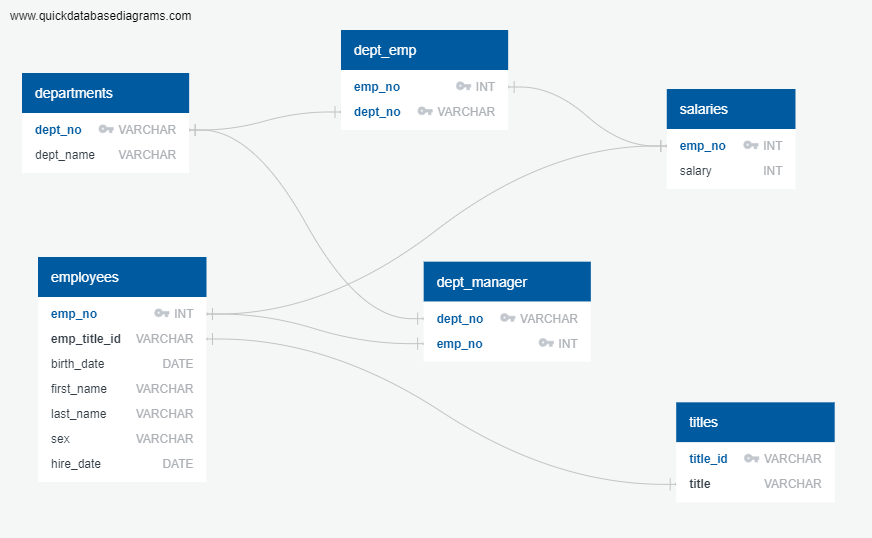 www.quickdatabasediagrams.com
dept_emp
emp_no INT
dept_no VARCHAR
departments
dept_no VARCHAR
dept_name VARCHAR
salaries
emp_no INT
salary INT
employees
emp_no INT
emp_title_id VARCHAR
birth_date DATE
first_name VARCHAR
last_name VARCHAR
sex VARCHAR
hire_date DATE
dept_manager
dept_no VARCHAR
emp_no INT
titles
title_id VARCHAR
title VARCHAR